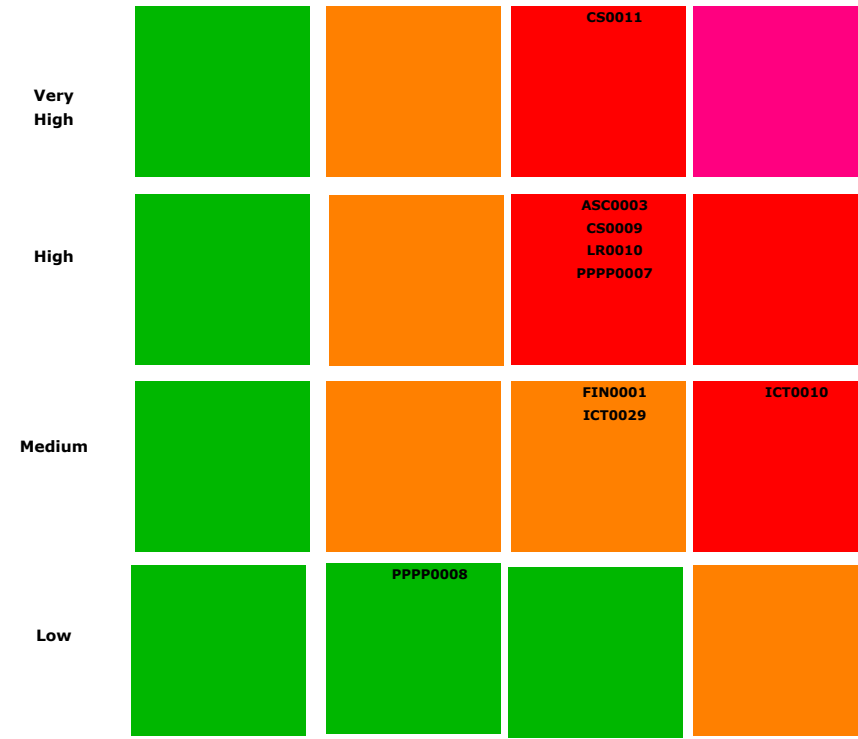 CS0011
Very
High
ASC0003
CS0009
High
LR0010
PPPP0007
FIN0001
ICT0010
ICT0029
Medium
PPPP0008
Low